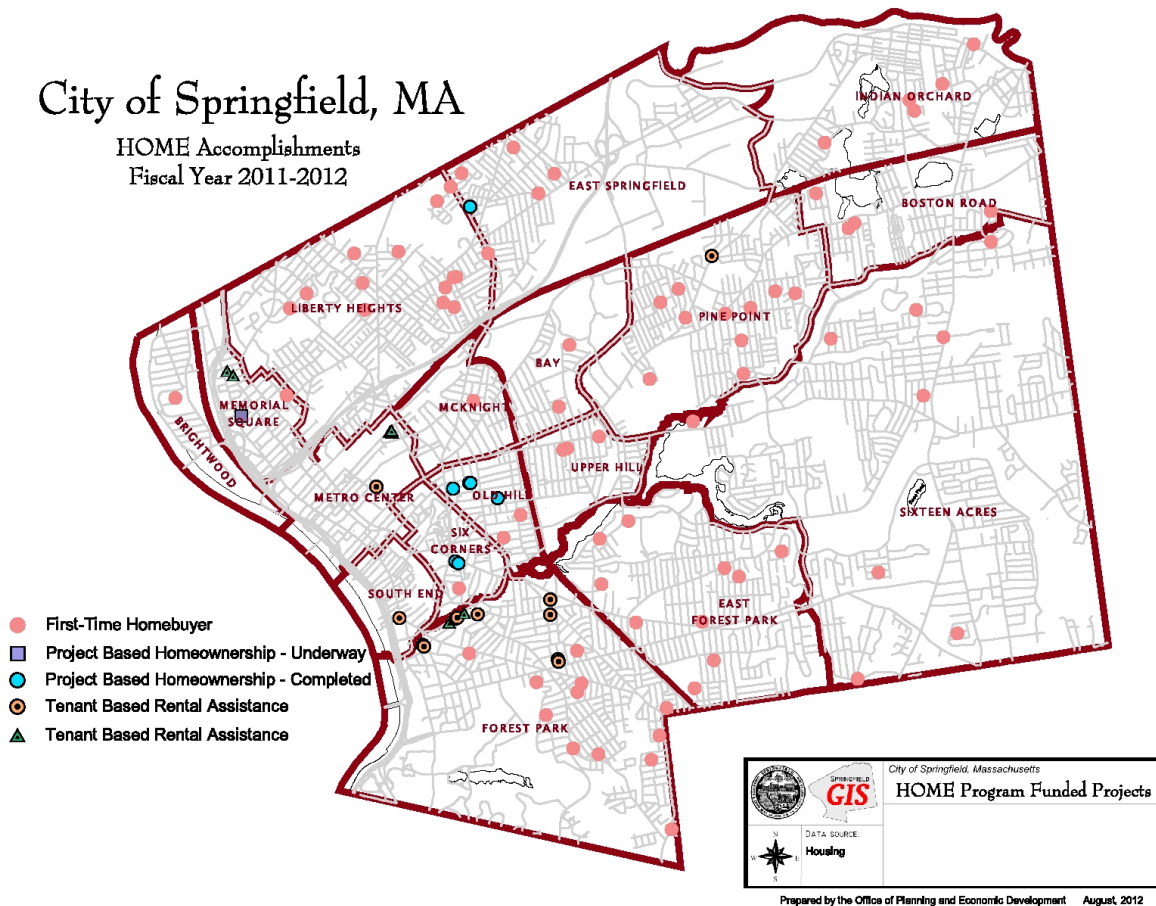 City of Springfield, MA
HOME Accomplishments
Fiscal Year 2011-2012
INDIAN ORCHARD
EAST SPRINGFIELD
BOSTON ROAD
LIBERTY HEIGHTS
PINE POINT
BAY
MEMORIAL
SQUARE
MCKNIGHT
BRIGHTWOOD
UPPER HILL
METRO CENTER
OLD HILL
SIXTEEN ACRES
SIX
CORNERS
SOUTH END
EAST
FOREST PARK
FOREST PARK
First-Time Homebuyer
Project Based Homeownership - Underway
Project Based Homeownership - Completed
Tenant Based Rental Assistance
Tenant Based Rental Assistance
SPRINGFIELD
GIS
City of Springfield, Massachusetts
HOME Program Funded Projects
N
W
E
S
DATA SOURCE:
Housing
Prepared by the Office of Planning and Economic Development August, 2012